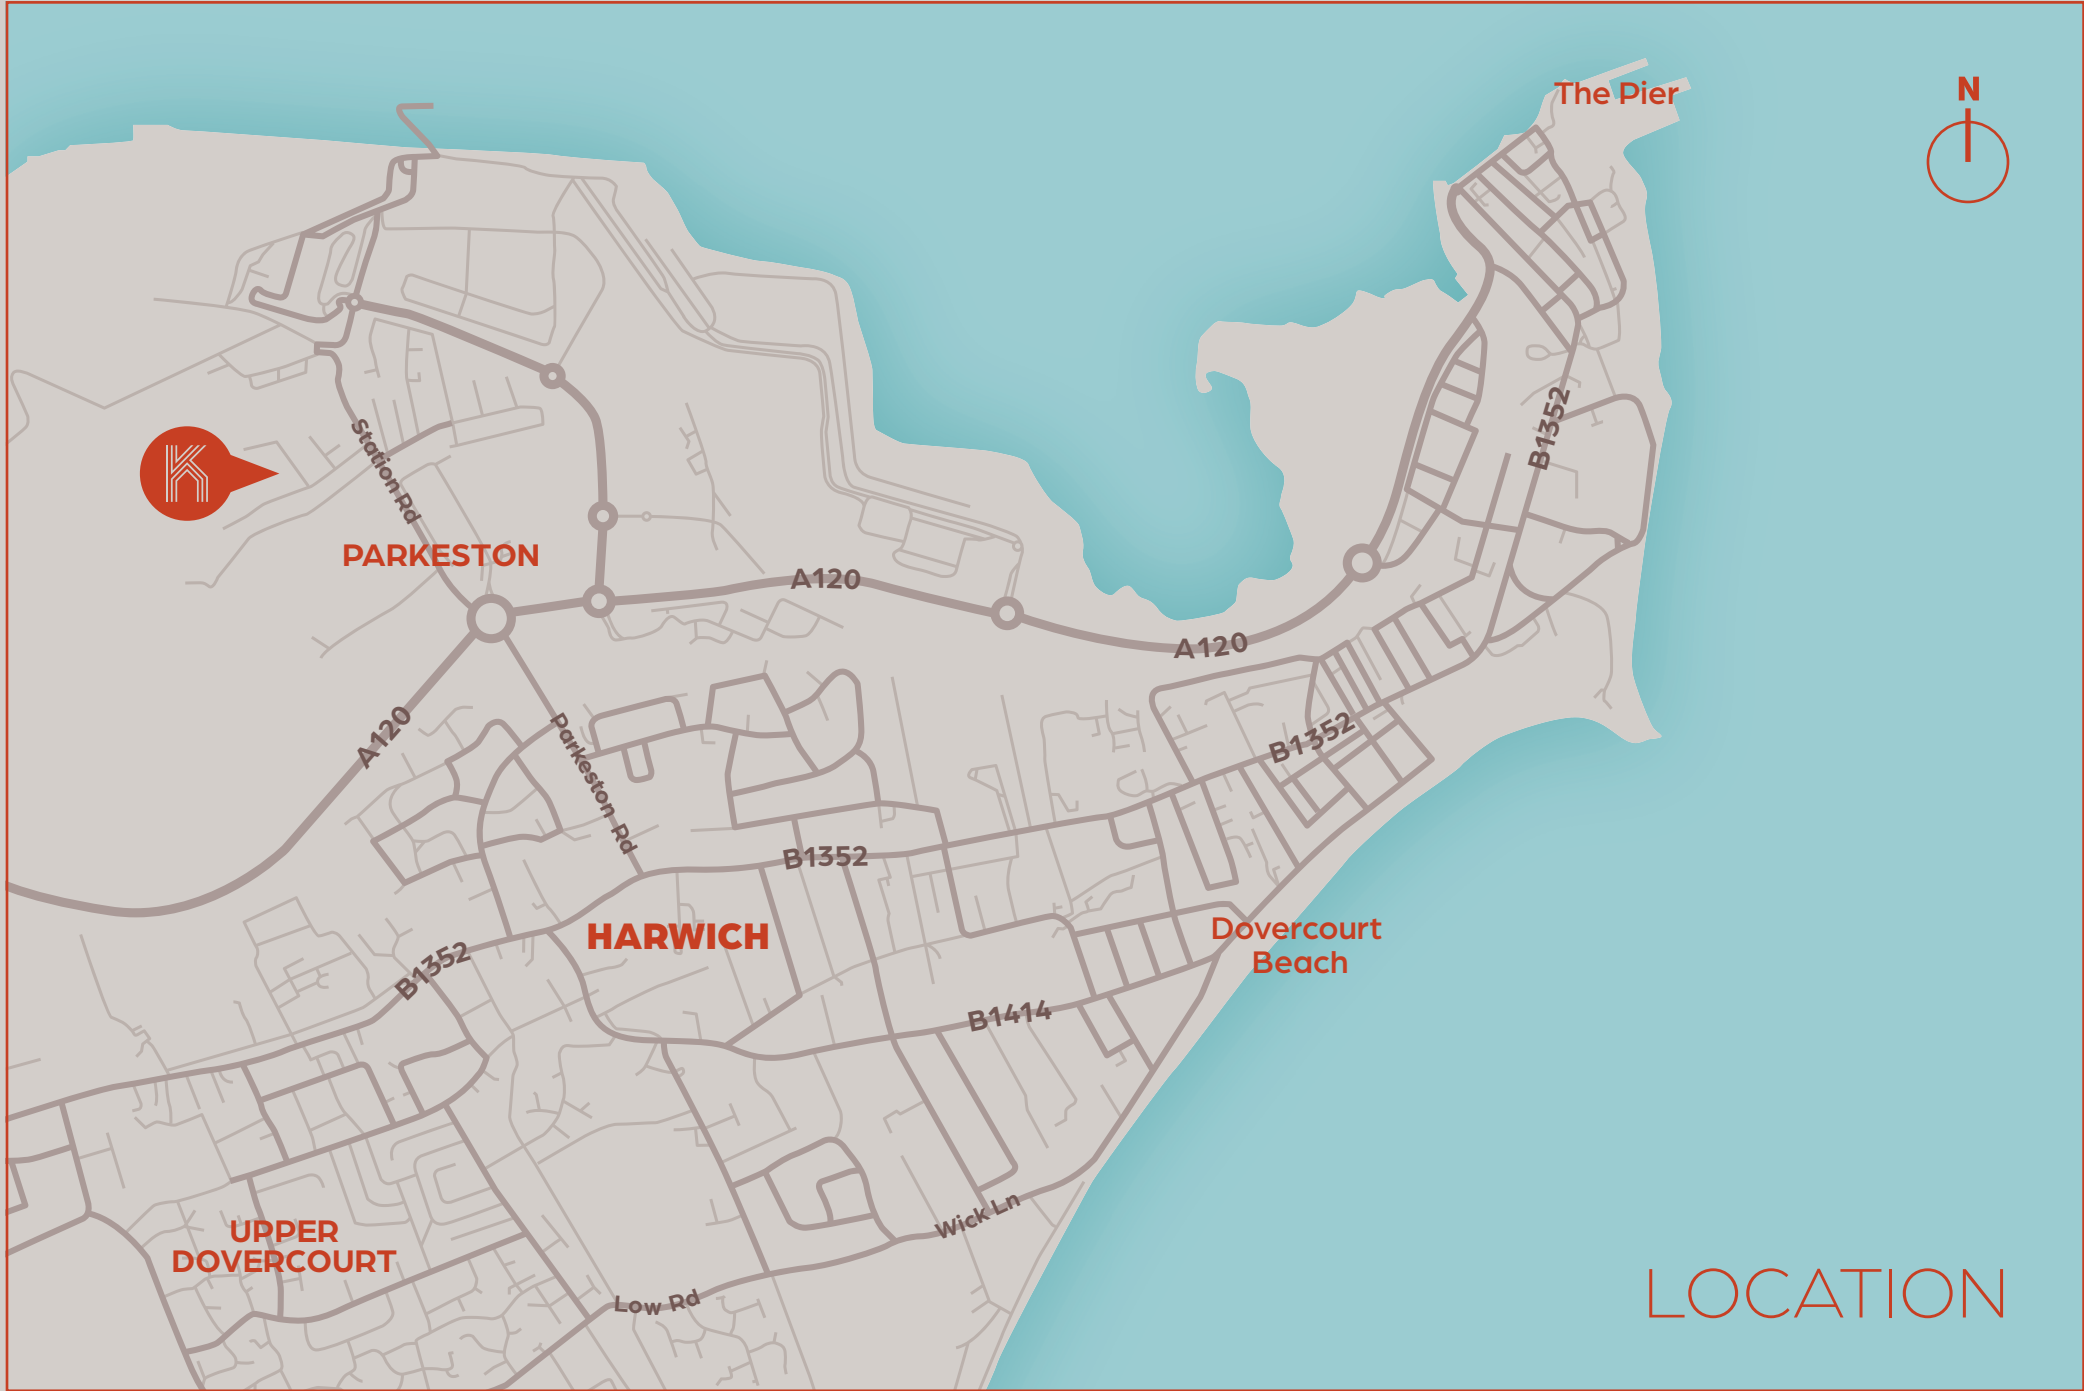 The Pier
N
B1352
Station Rd
K
PARKESTON
A120
A120
A120
Parkeston Rd
B1352
B1352
HARWICH
Dovercourt
Beach
B1352
B1414
Wick Ln
UPPER
DOVERCOURT
Low Rd
LOCATION